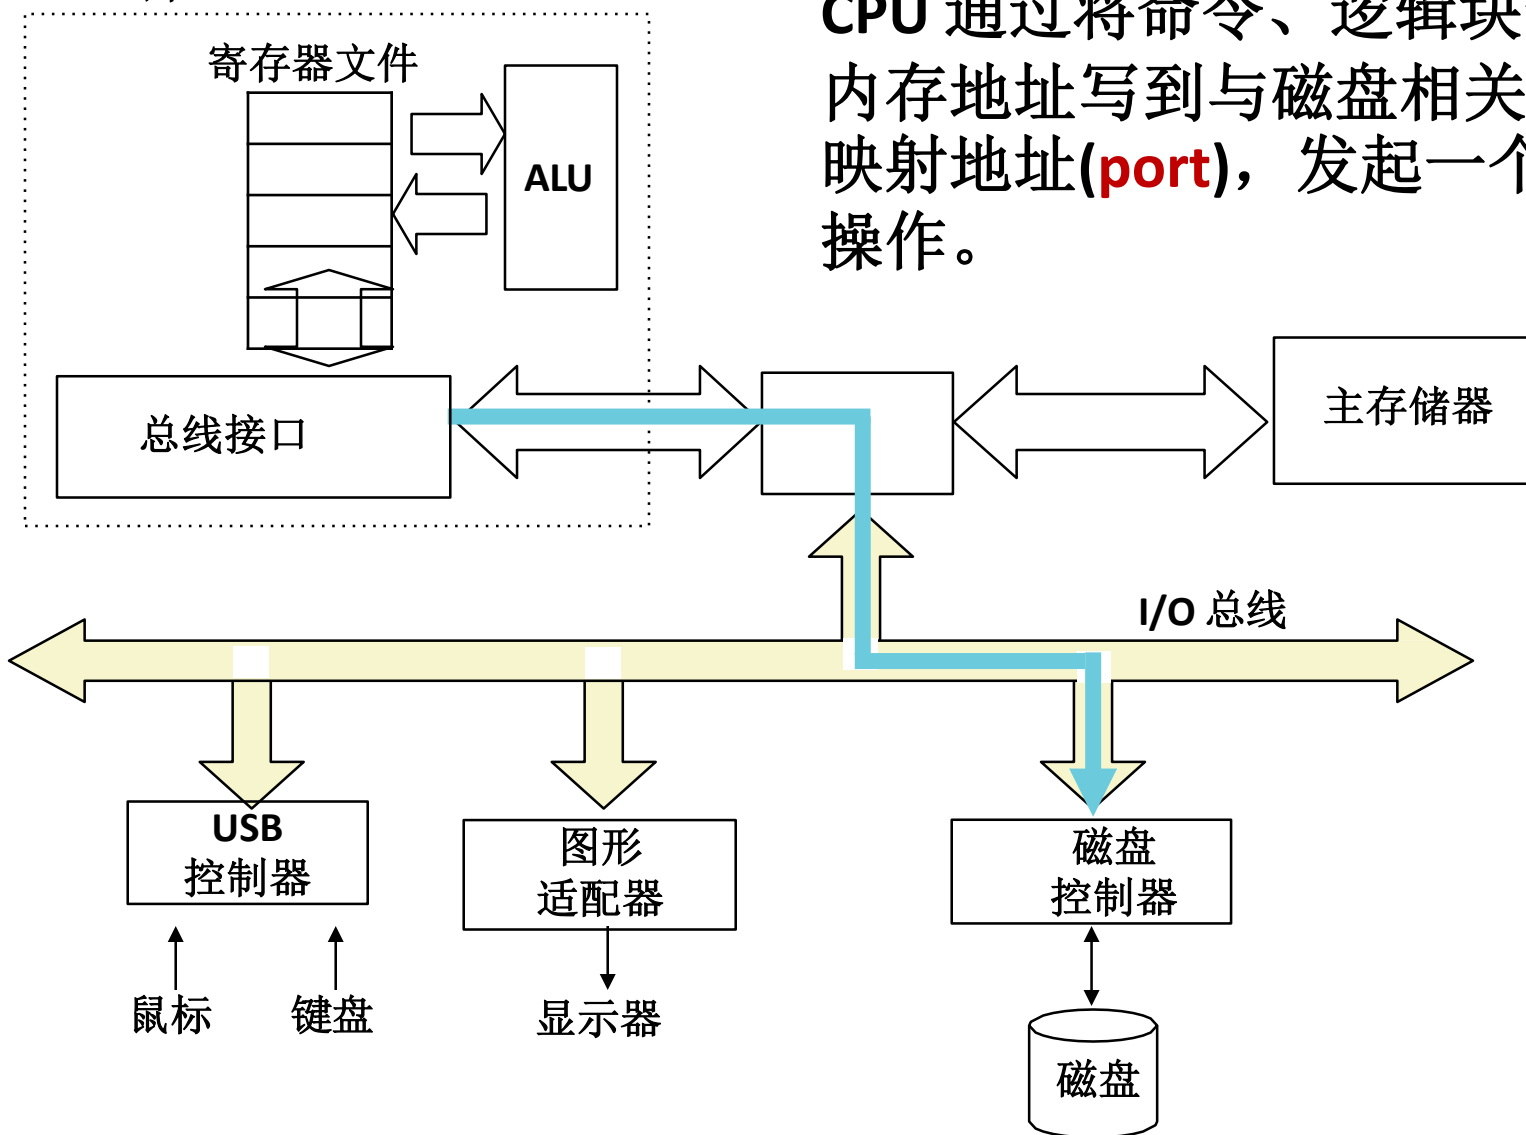 CPU 通过将命令、逻辑块
内存地址写到与磁盘相关
映射地址(port)，发起一个
操作。
寄存器文件
ALU
总线接口
主存储器
I/O 总线
USB
控制器
图形
适配器
磁盘
控制器
鼠标
键盘
显示器
磁盘